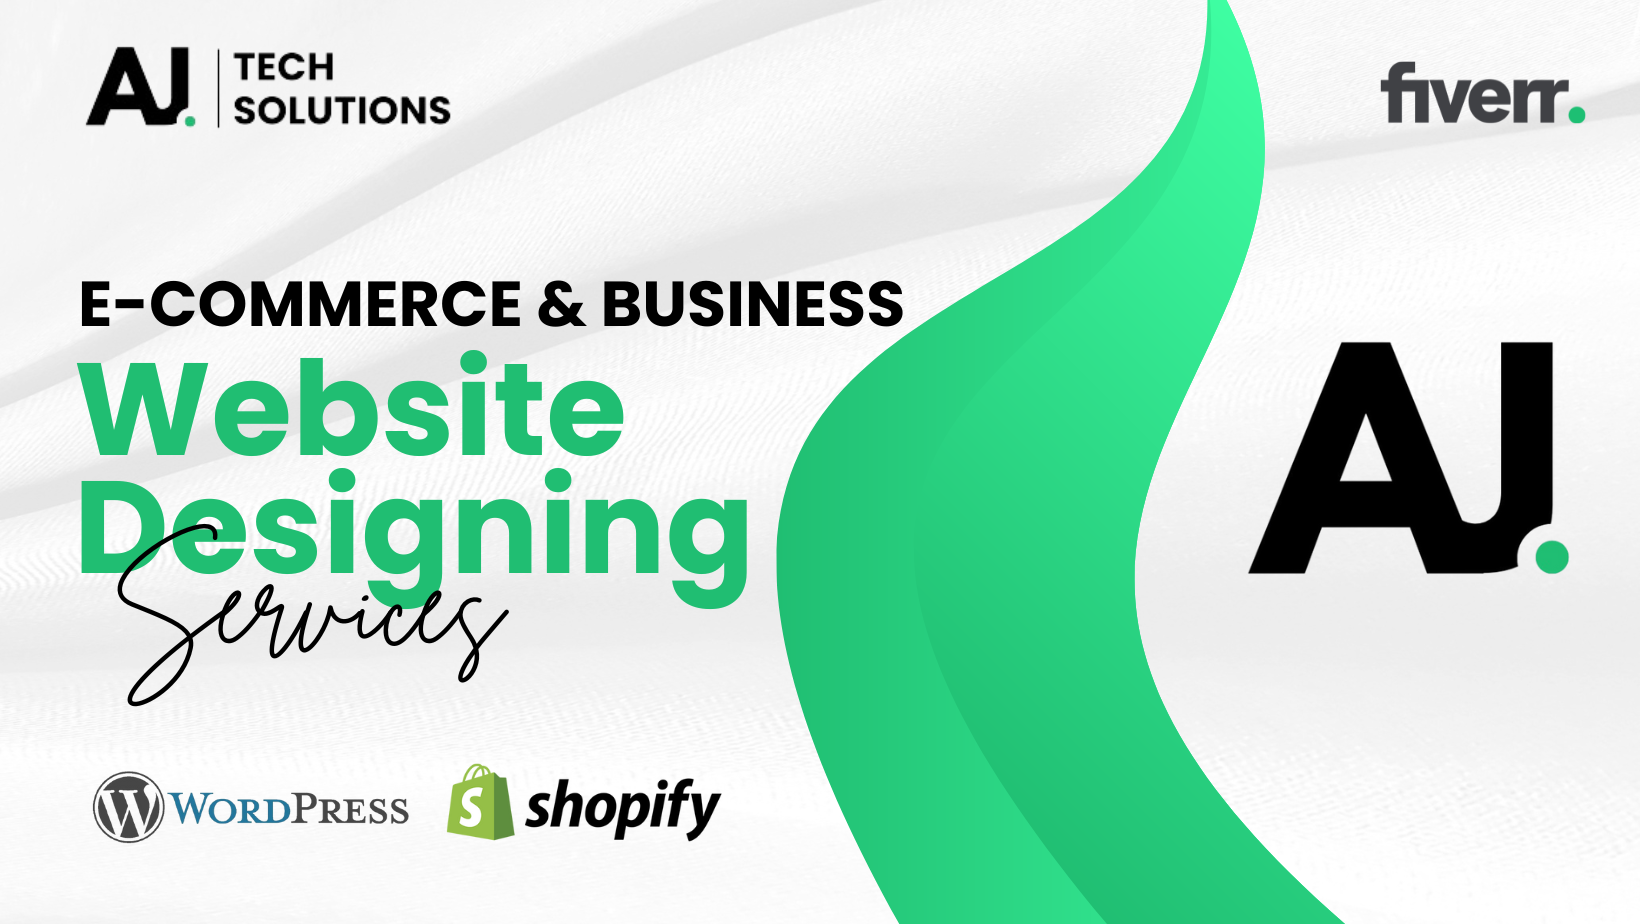 AJ.
TECH
SOLUTIONS
fiverr.
E-COMMERCE & BUSINESS
Website
Designing
Services
AJ.
W WORDPRESS
S shopify